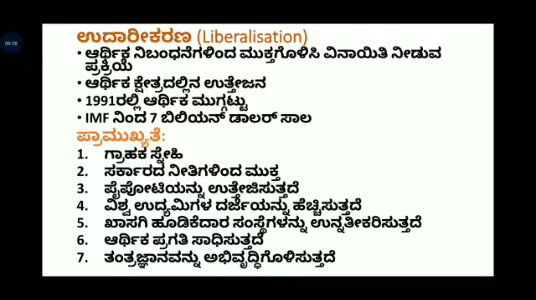 ಉದಾರೀಕರಣ (Liberalisation)
• ಆರ್ಥಿಕ ನಿಬಂಧನೆಗಳಿಂದ ಮುಕ್ತಗೊಳಿಸಿ ವಿನಾಯಿತಿ ನೀಡುವ
ಪ್ರಕ್ರಿಯೆ
• ಆರ್ಥಿಕ ಕ್ಷೇತ್ರದಲ್ಲಿನ ಉತ್ತೇಜನ
• 1991ರಲ್ಲಿ ಆರ್ಥಿಕ ಮುಗ್ಗಟ್ಟು
• IMF ನಿಂದ 7 ಬಿಲಿಯನ್ ಡಾಲರ್ ಸಾಲ
ಪ್ರಾಮುಖ್ಯತೆ:
1. ಗ್ರಾಹಕ ಸ್ನೇಹಿ
2. ಸರ್ಕಾರದ ನೀತಿಗಳಿಂದ ಮುಕ್ತ
3. ಪೈಪೋಟಿಯನ್ನು ಉತ್ತೇಜಿಸುತ್ತದೆ
4. ವಿಶ್ವ ಉದ್ಯಮಿಗಳ ದರ್ಜೆಯನ್ನು ಹೆಚ್ಚಿಸುತ್ತದೆ
5. ಖಾಸಗಿ ಹೂಡಿಕೆದಾರ ಸಂಸ್ಥೆಗಳನ್ನು ಉನ್ನತೀಕರಿಸುತ್ತದೆ
6. ಆರ್ಥಿಕ ಪ್ರಗತಿ ಸಾಧಿಸುತ್ತದೆ
7. ತಂತ್ರಜ್ಞಾನವನ್ನು ಅಭಿವೃದ್ಧಿಗೊಳಿಸುತ್ತದೆ